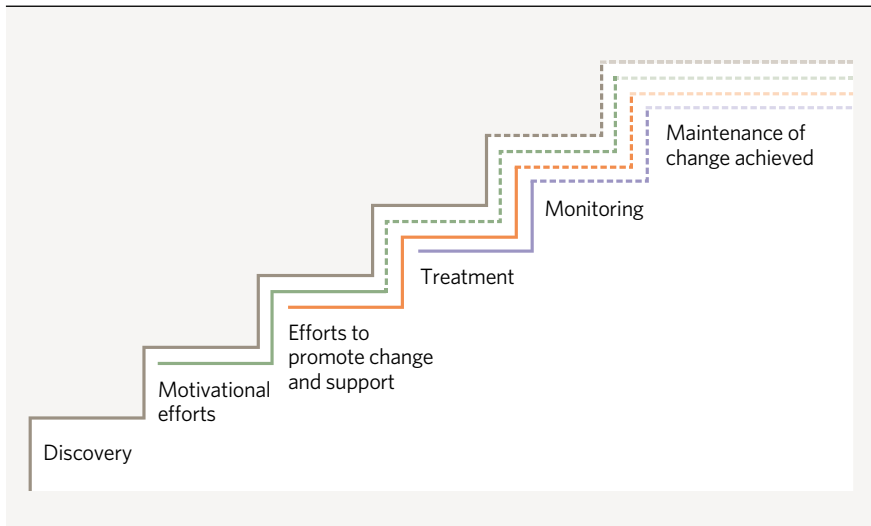 Maintenance of
change achieved
Monitoring
Treatment
Efforts to
promote change
and support
Motivational
efforts
Discovery